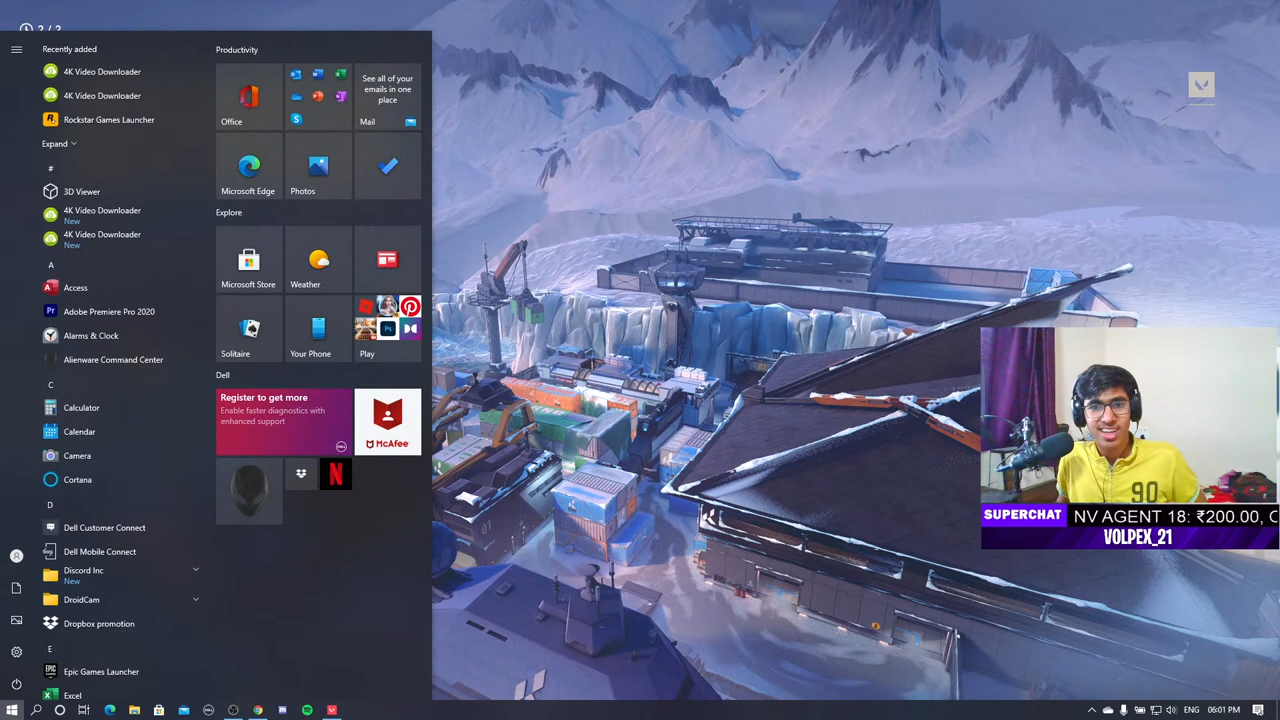 2 / 2
Recently added
4K Video Downloader
4K Video Downloader
Rockstar Games Launcher
Expand
#
3D Viewer
4K Video Downloader
New
4K Video Downloader
New
A
Access
Adobe Premiere Pro 2020
Alarms & Clock
Alienware Command Center
C
Calculator
Calendar
Camera
Cortana
D
Dell Customer Connect
Dell Mobile Connect
Discord Inc
New
DroidCam
Dropbox promotion
E
Epic Games Launcher
Excel
Productivity
Office
See all of your
emails in one
place
Mail
Microsoft Edge
Photos
Explore
Microsoft Store
Weather
Solitaire
Your Phone
Play
Dell
Register to get more
Enable faster diagnostics with
enhanced support
McAfee
90
SUPERCHAT NV AGENT 18: ₹200.00, C
VOLPEX_21
ENG 06:01 PM